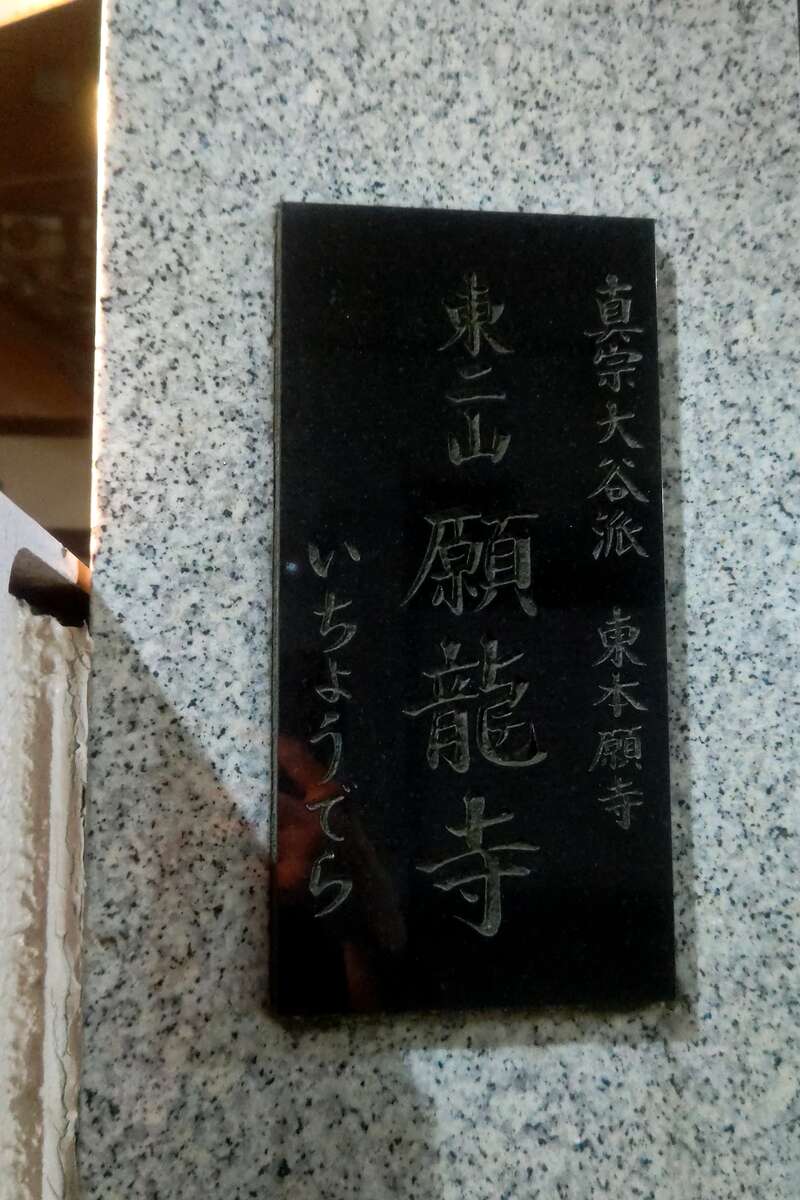 真宗大谷派 東本願寺
東二山 願龍寺
いちょうでら